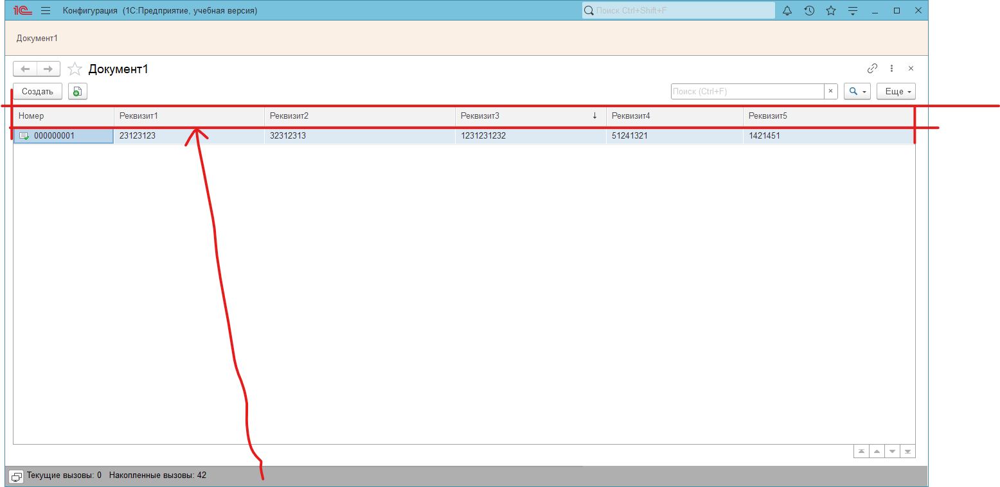 1С Конфигурация (1С:Предприятие, учебная версия) Поиск Ctrl+Shift+F
Документ1
Документ1
Создать Поиск (Ctrl+F) × Еще
Номер Реквизит1 Реквизит2 Реквизит3 ↓ Реквизит4 Реквизит5
000000001 23123123 32312313 1231231232 51241321 1421451
Текущие вызовы: 0 Накопленные вызовы: 42